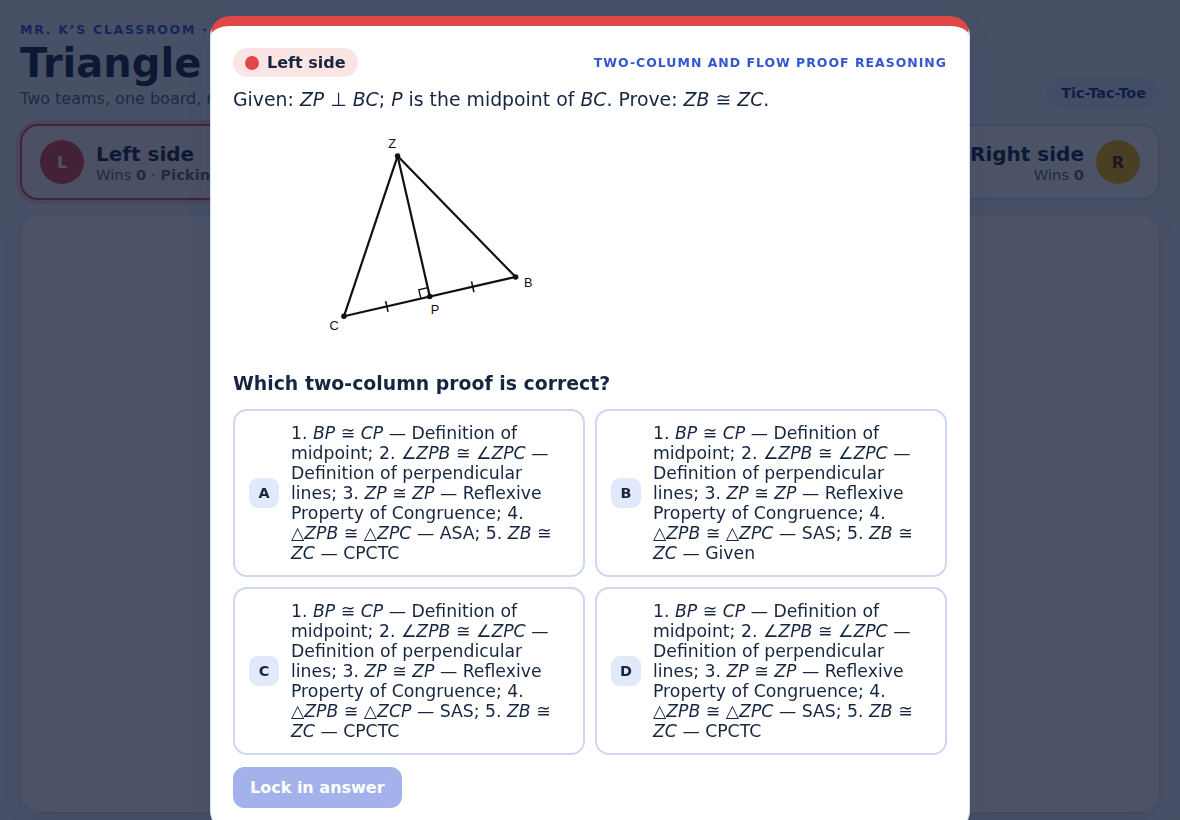 MR. K'S CLASSROOM ·
Triangle
Two teams, one board,
Tic-Tac-Toe
L
Left side
Wins 0 ·
Right side
Wins 0
R
Left side
TWO-COLUMN AND FLOW PROOF REASONING
Given: ZP ⊥ BC; P is the midpoint of BC. Prove: ZB ≅ ZC.
Z
B
P
C
Which two-column proof is correct?
A
1. BP ≅ CP — Definition of
midpoint; 2. ∠ZPB ≅ ∠ZPC —
Definition of perpendicular
lines; 3. ZP ≅ ZP — Reflexive
Property of Congruence; 4.
△ZPB ≅ △ZPC — ASA; 5. ZB ≅
ZC — CPCTC
B
1. BP ≅ CP — Definition of
midpoint; 2. ∠ZPB ≅ ∠ZPC —
Definition of perpendicular
lines; 3. ZP ≅ ZP — Reflexive
Property of Congruence; 4.
△ZPB ≅ △ZPC — SAS; 5. ZB ≅
ZC — Given
C
1. BP ≅ CP — Definition of
midpoint; 2. ∠ZPB ≅ ∠ZPC —
Definition of perpendicular
lines; 3. ZP ≅ ZP — Reflexive
Property of Congruence; 4.
△ZPB ≅ △ZCP — SAS; 5. ZB ≅
ZC — CPCTC
D
1. BP ≅ CP — Definition of
midpoint; 2. ∠ZPB ≅ ∠ZPC —
Definition of perpendicular
lines; 3. ZP ≅ ZP — Reflexive
Property of Congruence; 4.
△ZPB ≅ △ZPC — SAS; 5. ZB ≅
ZC — CPCTC
Lock in answer